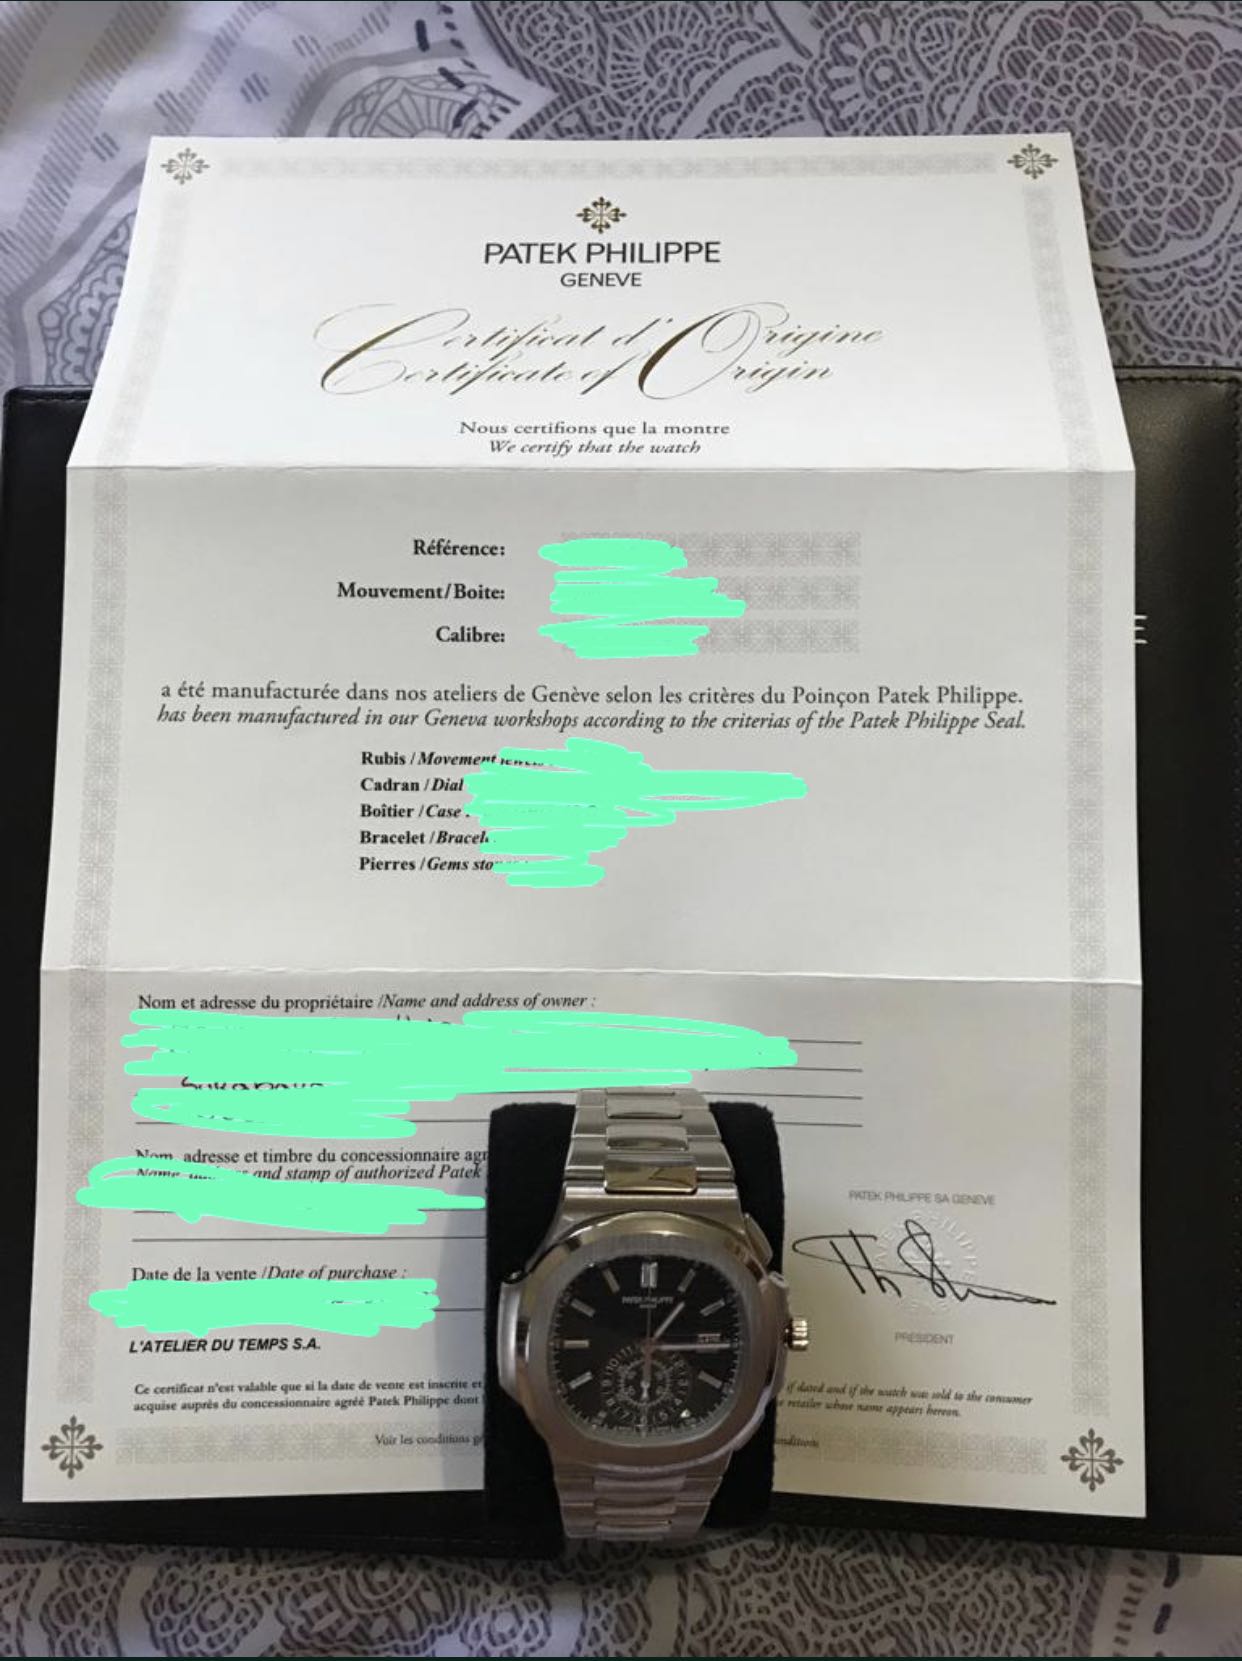 PATEK PHILIPPE
GENEVE
Certificat d'Origine
Certificate of Origin
Nous certifions que la montre
We certify that the watch
Référence:
Mouvement/Boite:
Calibre:
a été manufacturée dans nos ateliers de Genève selon les critères du Poinçon Patek Philippe.
has been manufactured in our Geneva workshops according to the criterias of the Patek Philippe Seal.
Rubis / Movement
Cadran / Dial
Boîtier / Case
Bracelet /
Pierres / Gems
Nom et adresse du propriétaire /Name and address of owner :
Nom, adresse et timbre du concessionnaire
and stamp of authorized Patek
Date de la vente /Date of purchase :
L'ATELIER DU TEMPS S.A.
Ce certificat n'est valable que si la date de vente est inscrite et
acquise auprès du concessionnaire agréé Patek Philippe dont
Voir les conditions
PATEK PHILIPPE SA GENEVE
PRESIDENT
if dated and if the watch was sold to the consumer
retailer whose name appears hereon.
PATEK PHILIPPE